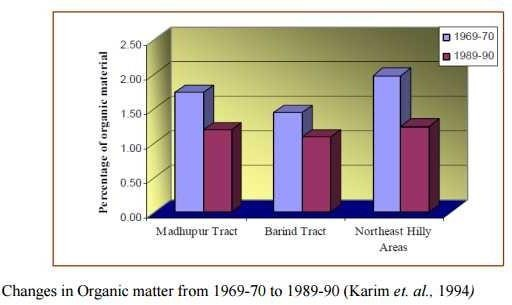 1969-70
1989-90
Percentage of organic material
2.50
2.00
1.50
1.00
0.50
0.00
Madhupur Tract
Barind Tract
Northeast Hilly
Areas
Changes in Organic matter from 1969-70 to 1989-90 (Karim et. al., 1994)